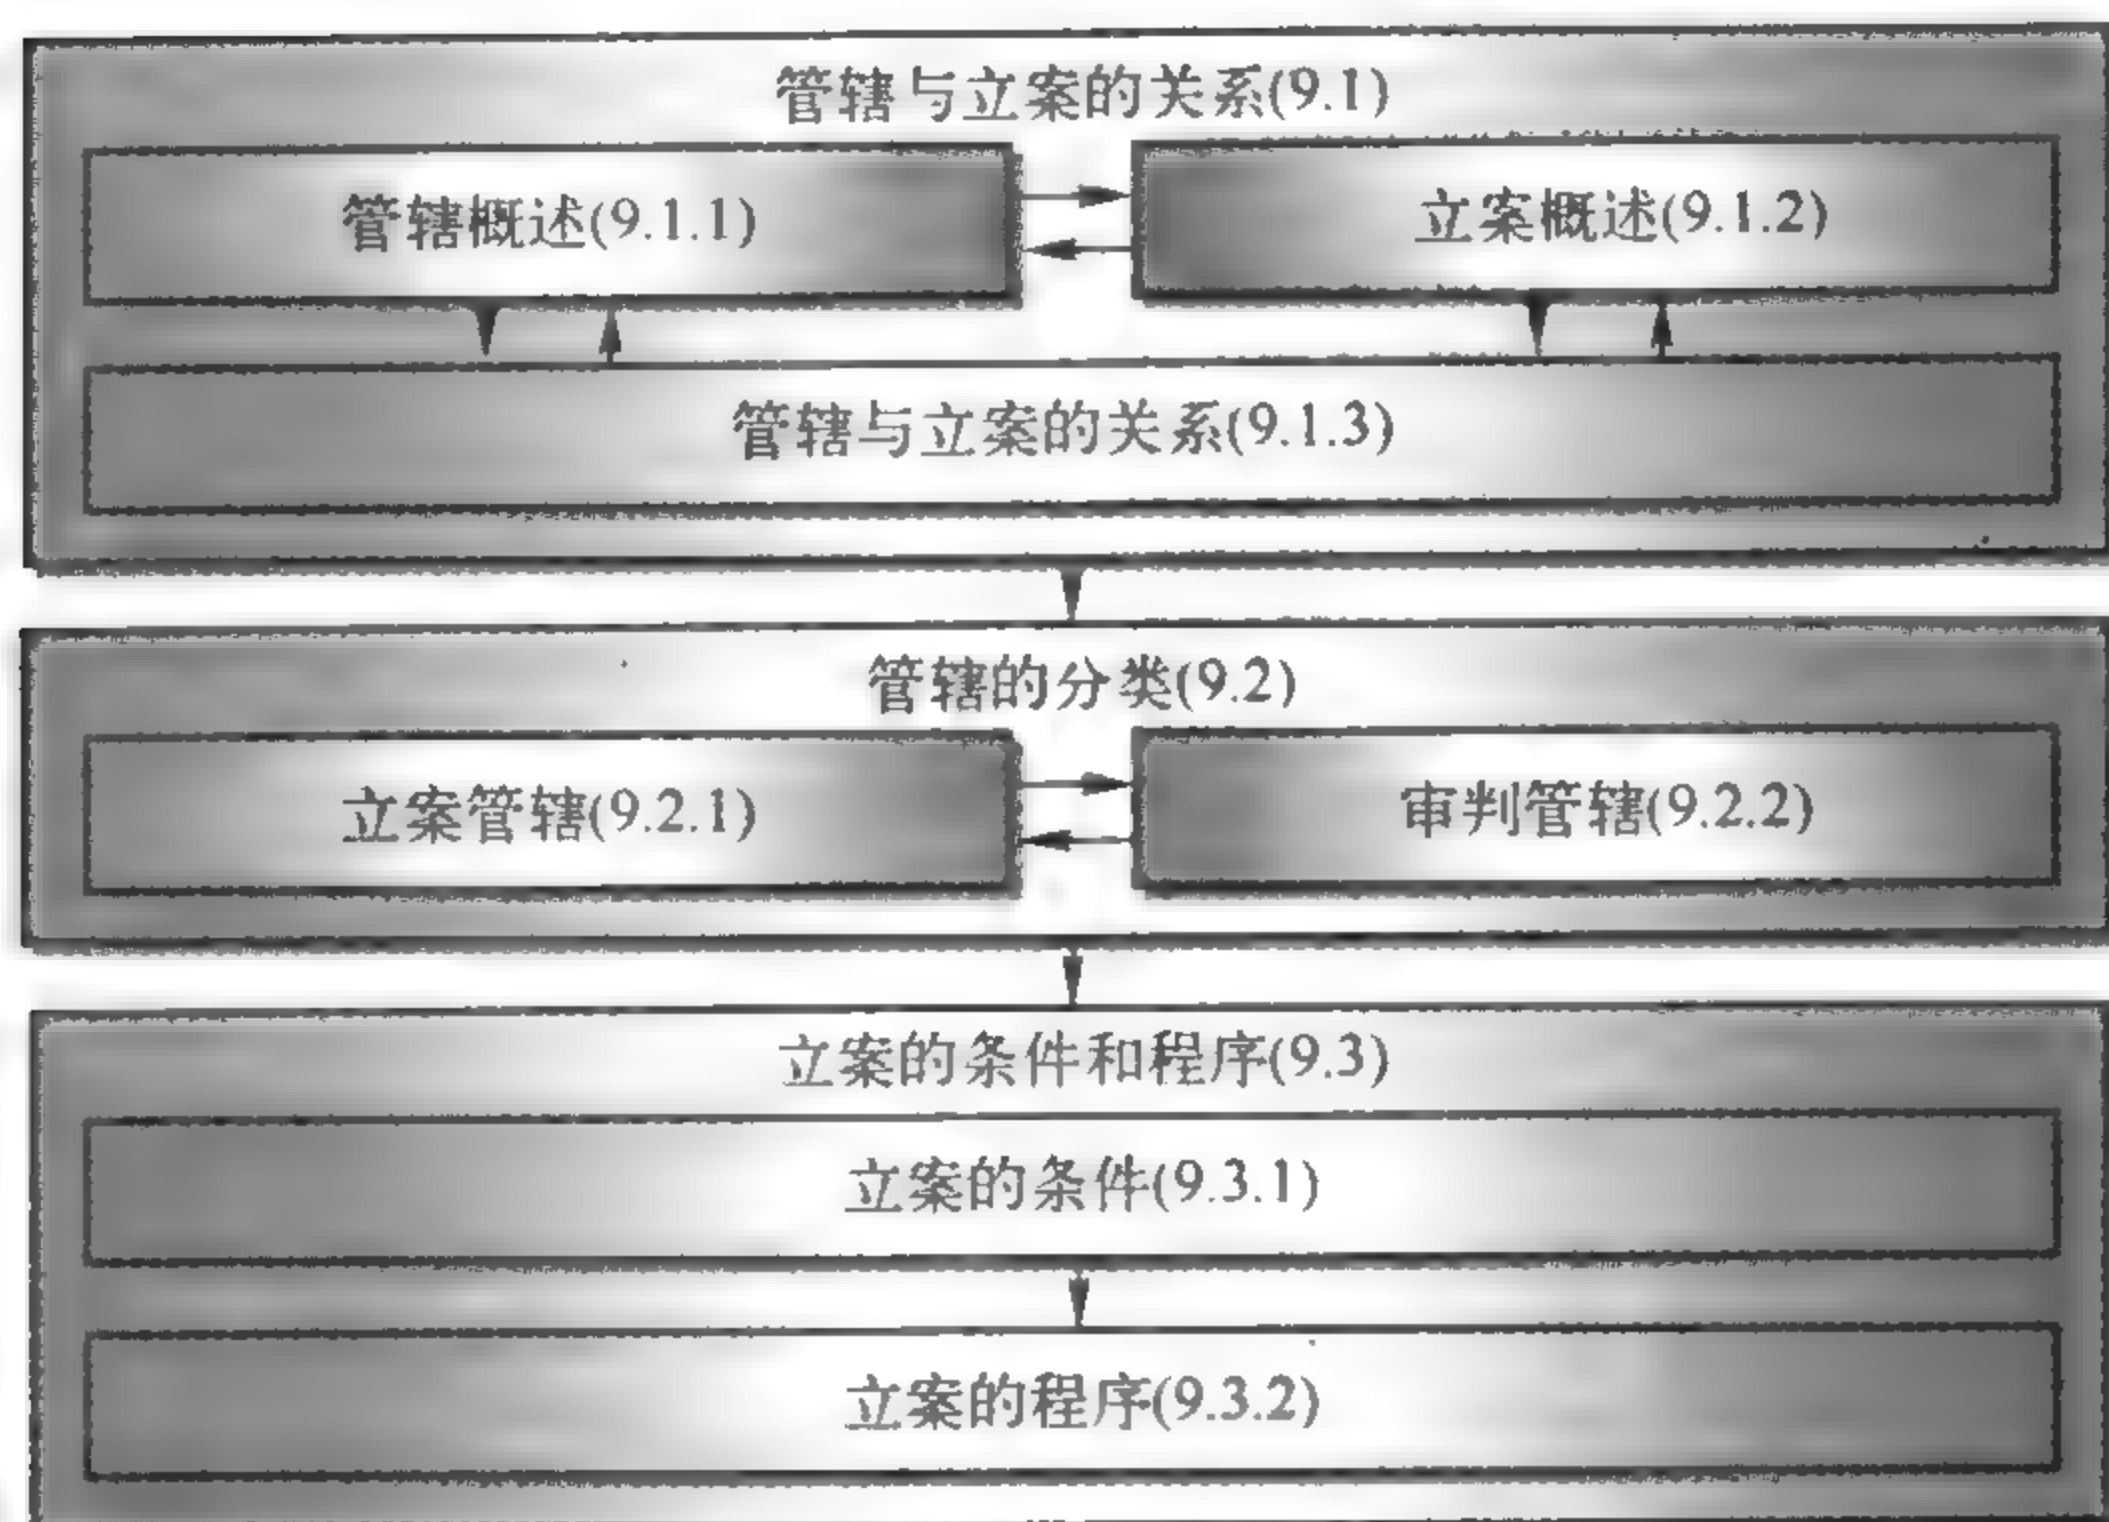 管辖与立案的关系(9.1)
管辖概述(9.1.1)
立案概述(9.1.2)
管辖与立案的关系(9.1.3)
管辖的分类(9.2)
立案管辖(9.2.1)
审判管辖(9.2.2)
立案的条件和程序(9.3)
立案的条件(9.3.1)
立案的程序(9.3.2)